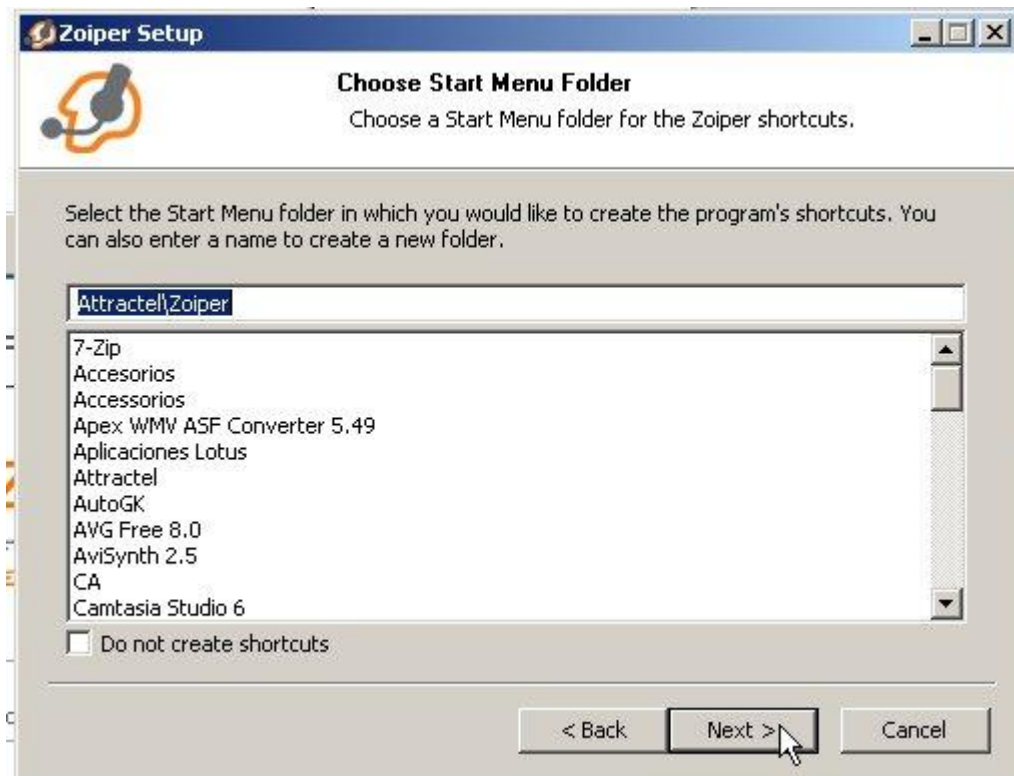 Zoiper Setup
Choose Start Menu Folder
Choose a Start Menu folder for the Zoiper shortcuts.
Select the Start Menu folder in which you would like to create the program's shortcuts. You
can also enter a name to create a new folder.
Attractel\Zoiper
7-Zip
Accesorios
Accessorios
Apex WMV ASF Converter 5.49
Aplicaciones Lotus
Attractel
AutoGK
AVG Free 8.0
AviSynth 2.5
CA
Camtasia Studio 6
Do not create shortcuts
< Back Next > Cancel